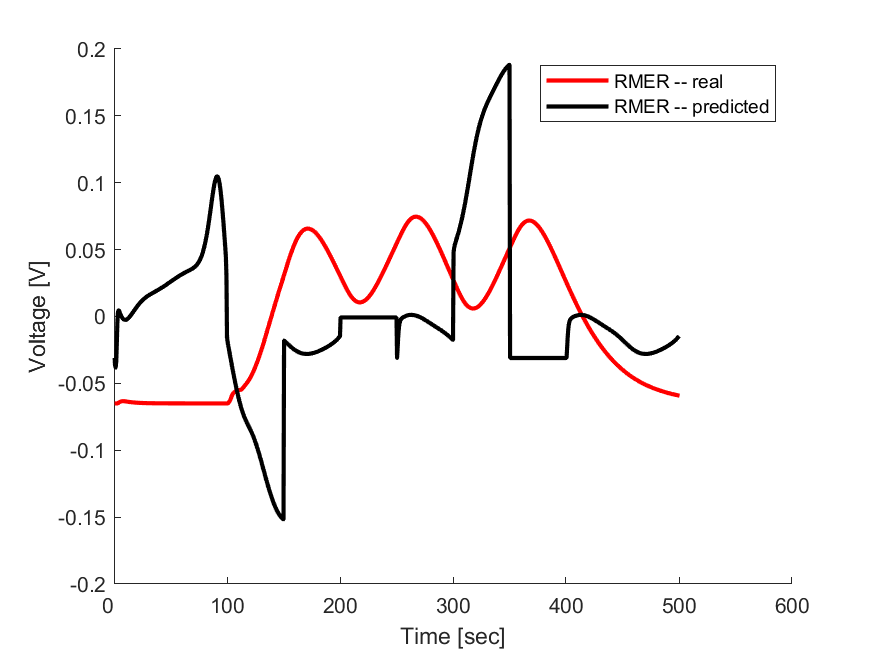 0.2
0.15
0.1
0.05
0
-0.05
-0.1
-0.15
-0.2
Voltage [V]
RMER -- real
RMER -- predicted
0 100 200 300 400 500 600
Time [sec]